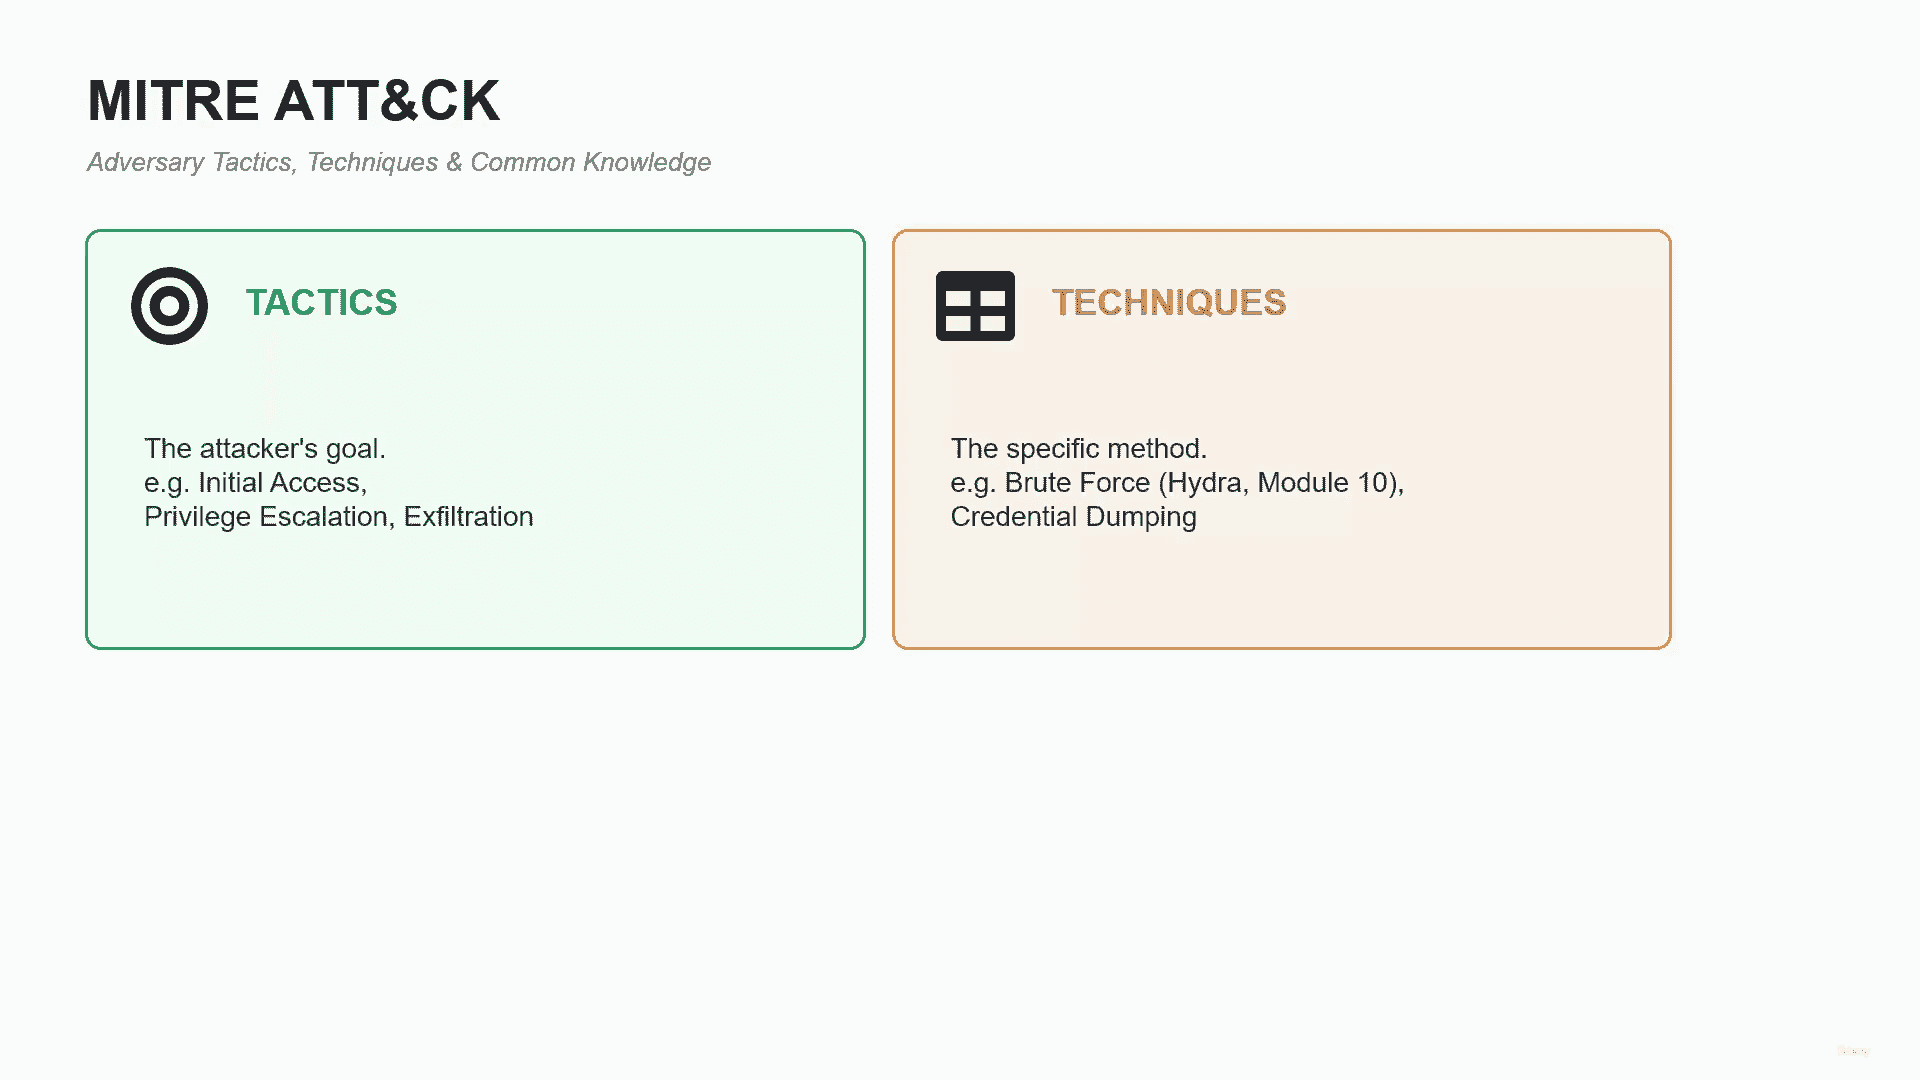 MITRE ATT&CK
Adversary Tactics, Techniques & Common Knowledge
TACTICS
The attacker's goal.
e.g. Initial Access,
Privilege Escalation, Exfiltration
TECHNIQUES
The specific method.
e.g. Brute Force (Hydra, Module 10),
Credential Dumping